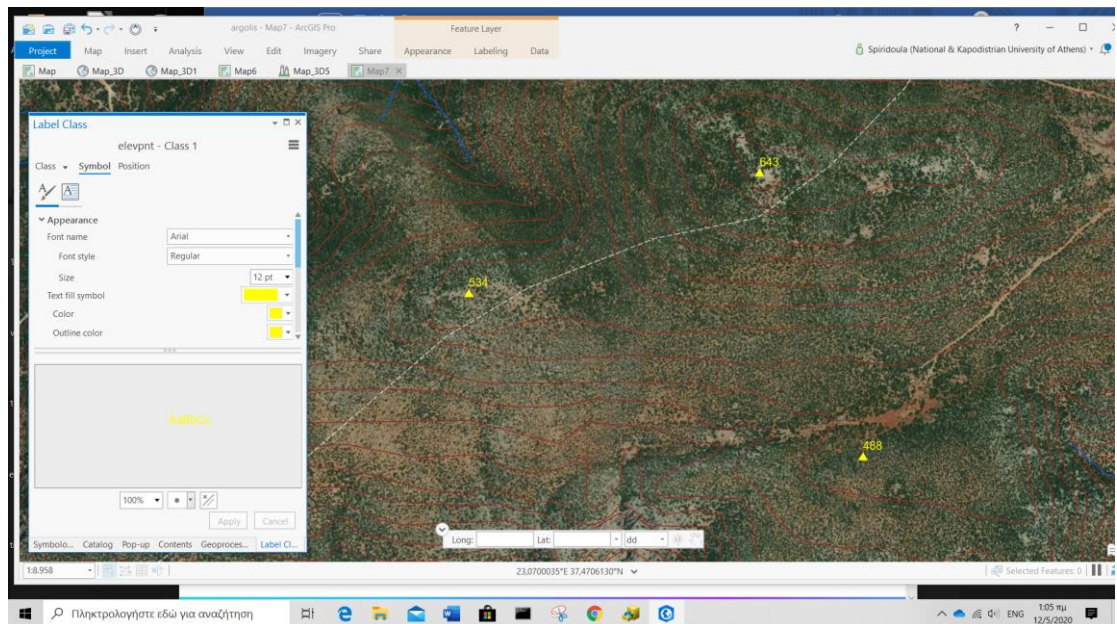 argolis - Map7 - ArcGIS Pro
Feature Layer
?
Project Map Insert Analysis View Edit Imagery Share Appearance Labeling Data
Spiridoula (National & Kapodistrian University of Athens)
Map Map_3D Map_3D1 Map6 Map_3D5 Map7
Label Class
elevpnt - Class 1
Class Symbol Position
Appearance
Font name Arial
Font style Regular
Size 12 pt
Text fill symbol
Color
Outline color
AaBbCc
100%
Apply Cancel
Symbolo... Catalog Pop-up Contents Geoproces... Label Cl...
643
534
488
Long: Lat: dd
1:8.958
23,0700035°E 37,4706130°N
Selected Features: 0
Πληκτρολογήστε εδώ για αναζήτηση
ENG
1:05 πμ
12/5/2020